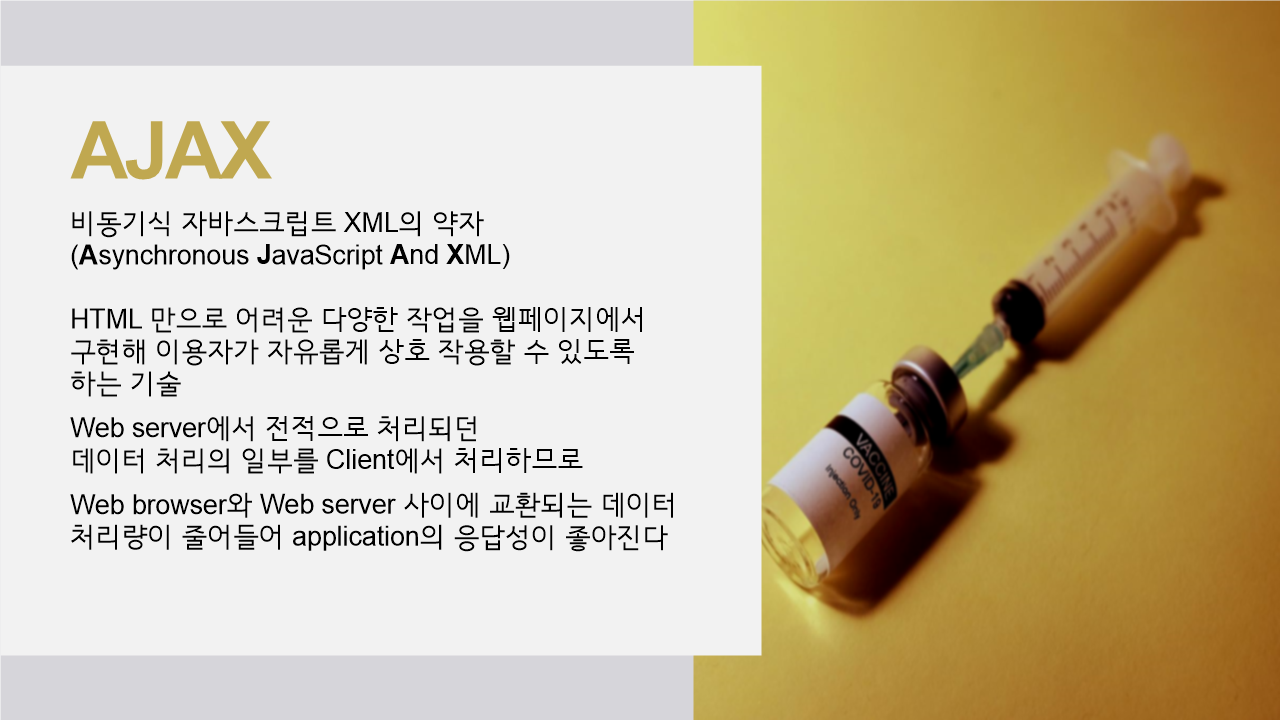 AJAX
비동기식 자바스크립트 XML의 약자
(Asynchronous JavaScript And XML)
HTML 만으로 어려운 다양한 작업을 웹페이지에서
구현해 이용자가 자유롭게 상호 작용할 수 있도록
하는 기술
Web server에서 전적으로 처리되던
데이터 처리의 일부를 Client에서 처리하므로
Web browser와 Web server 사이에 교환되는 데이터
처리량이 줄어들어 application의 응답성이 좋아진다
VACCINE
COVID-19
Injection Only